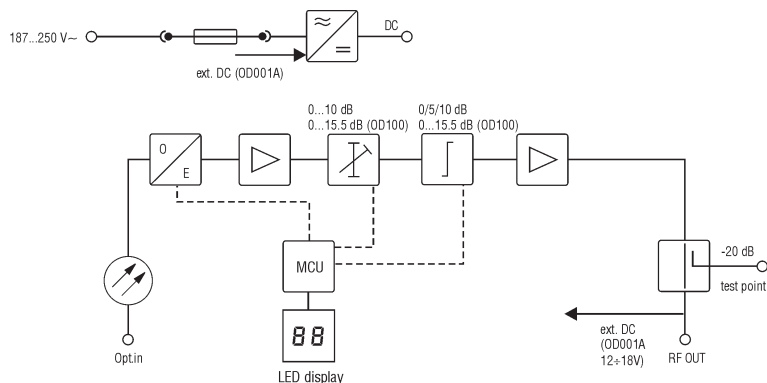 187...250 V~
DC
ext. DC (OD001A)
0...10 dB
0...15.5 dB (OD100)
0/5/10 dB
0...15.5 dB (OD100)
O
E
MCU
-20 dB
test point
88
ext. DC
(OD001A
12÷18V)
Opt.in
RF OUT
LED display